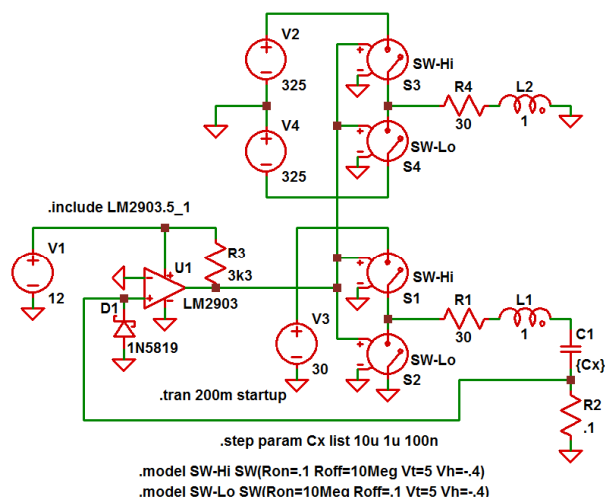 V2
325
SW-Hi
S3
R4
30
L2
1
V4
325
SW-Lo
S4
.include LM2903.5_1
V1
12
U1
LM2903
R3
3k3
D1
1N5819
V3
30
SW-Hi
S1
R1
30
L1
1
C1
{Cx}
SW-Lo
S2
R2
.1
.tran 200m startup
.step param Cx list 10u 1u 100n
.model SW-Hi SW(Ron=.1 Roff=10Meg Vt=5 Vh=-.4)
.model SW-Lo SW(Ron=10Meg Roff=.1 Vt=5 Vh=-.4)